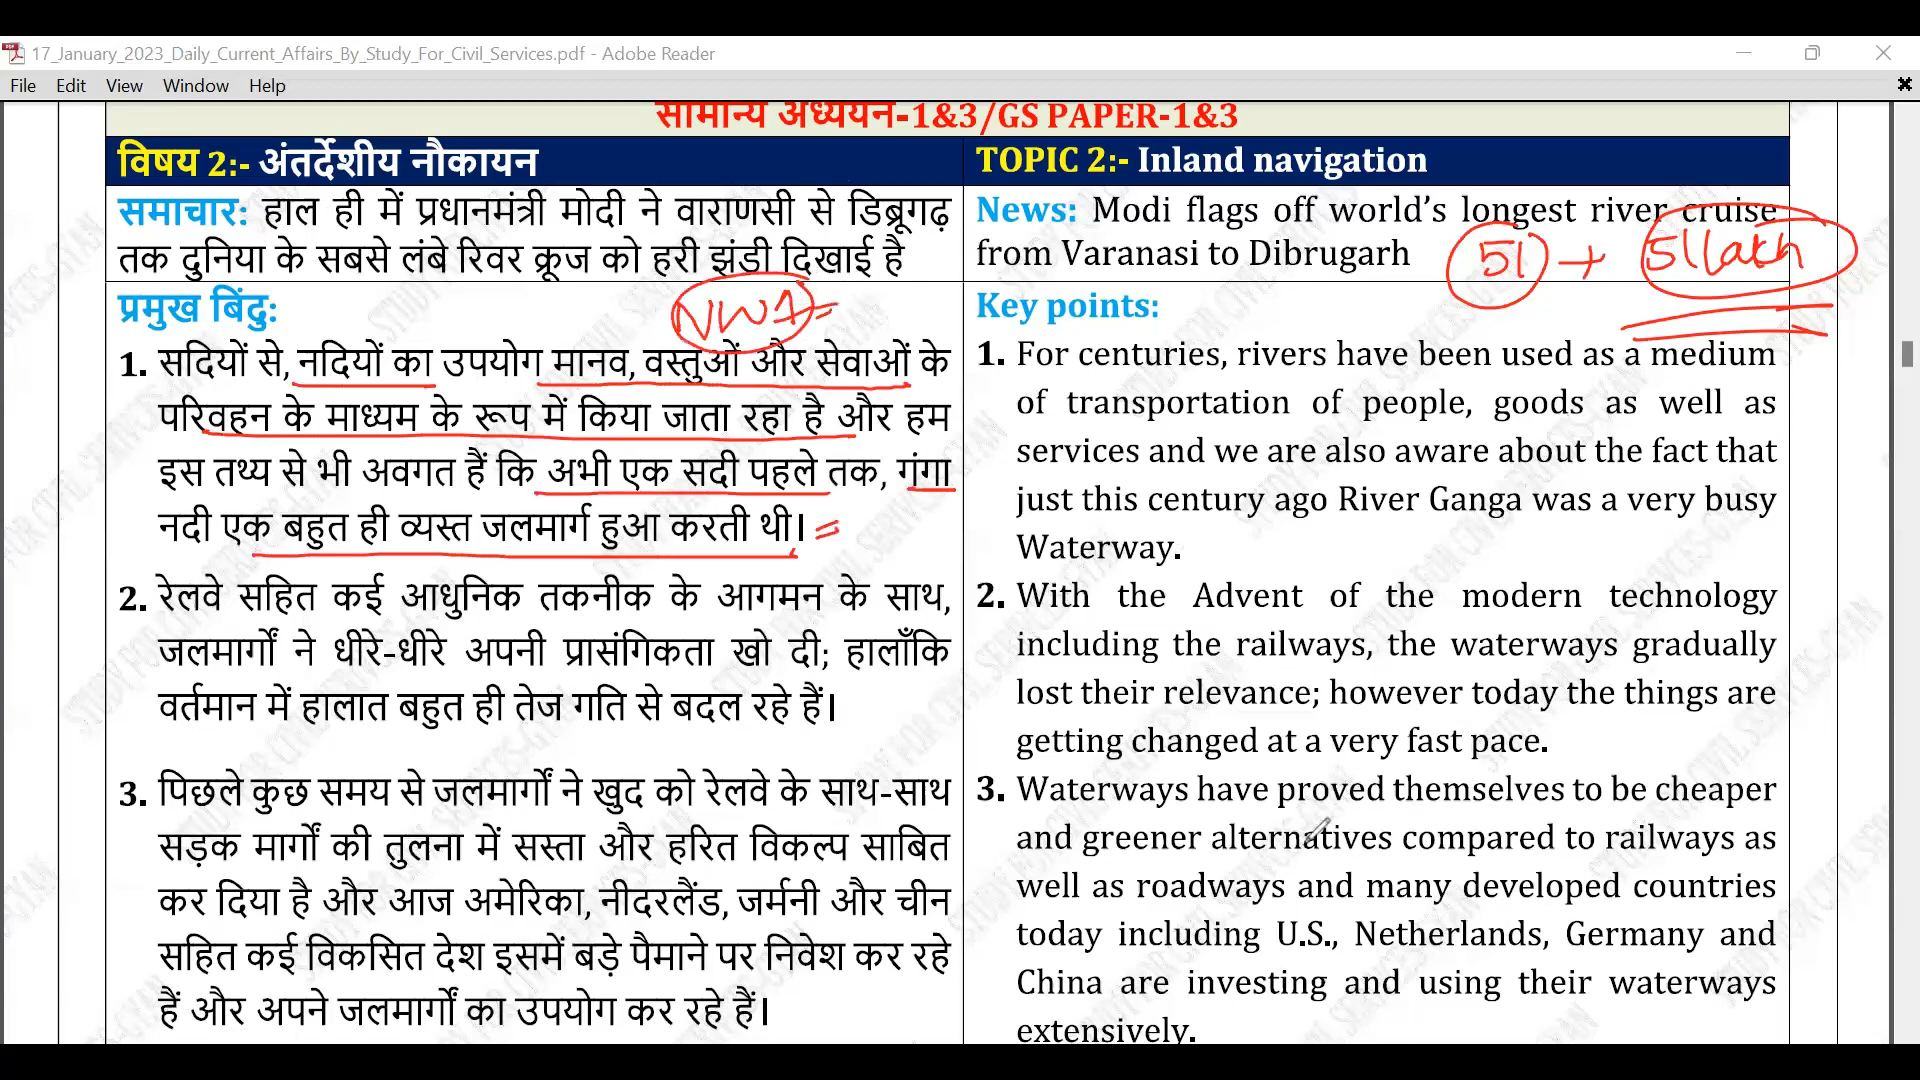 17_January_2023_Daily_Current_Affairs_By_Study_For_Civil_Services.pdf - Adobe Reader
File Edit View Window Help
सामान्य अध्ययन-1&3/GS PAPER-1&3
विषय 2:- अंतर्देशीय नौकायन
समाचार: हाल ही में प्रधानमंत्री मोदी ने वाराणसी से डिब्रूगढ़
तक दुनिया के सबसे लंबे रिवर क्रूज को हरी झंडी दिखाई है
प्रमुख बिंदु:
NWA
1. सदियों से, नदियों का उपयोग मानव, वस्तुओं और सेवाओं के
परिवहन के माध्यम के रूप में किया जाता रहा है और हम
इस तथ्य से भी अवगत हैं कि अभी एक सदी पहले तक, गंगा
नदी एक बहुत ही व्यस्त जलमार्ग हुआ करती थी।
2. रेलवे सहित कई आधुनिक तकनीक के आगमन के साथ,
जलमार्गों ने धीरे-धीरे अपनी प्रासंगिकता खो दी; हालाँकि
वर्तमान में हालात बहुत ही तेज गति से बदल रहे हैं।
3. पिछले कुछ समय से जलमार्गों ने खुद को रेलवे के साथ-साथ
सड़क मार्गों की तुलना में सस्ता और हरित विकल्प साबित
कर दिया है और आज अमेरिका, नीदरलैंड, जर्मनी और चीन
सहित कई विकसित देश इसमें बड़े पैमाने पर निवेश कर रहे
हैं और अपने जलमार्गों का उपयोग कर रहे हैं।
TOPIC 2:- Inland navigation
News: Modi flags off world’s longest river cruise
from Varanasi to Dibrugarh
51 + 51 lakh
Key points:
1. For centuries, rivers have been used as a medium
of transportation of people, goods as well as
services and we are also aware about the fact that
just this century ago River Ganga was a very busy
Waterway.
2. With the Advent of the modern technology
including the railways, the waterways gradually
lost their relevance; however today the things are
getting changed at a very fast pace.
3. Waterways have proved themselves to be cheaper
and greener alternatives compared to railways as
well as roadways and many developed countries
today including U.S., Netherlands, Germany and
China are investing and using their waterways
extensively.